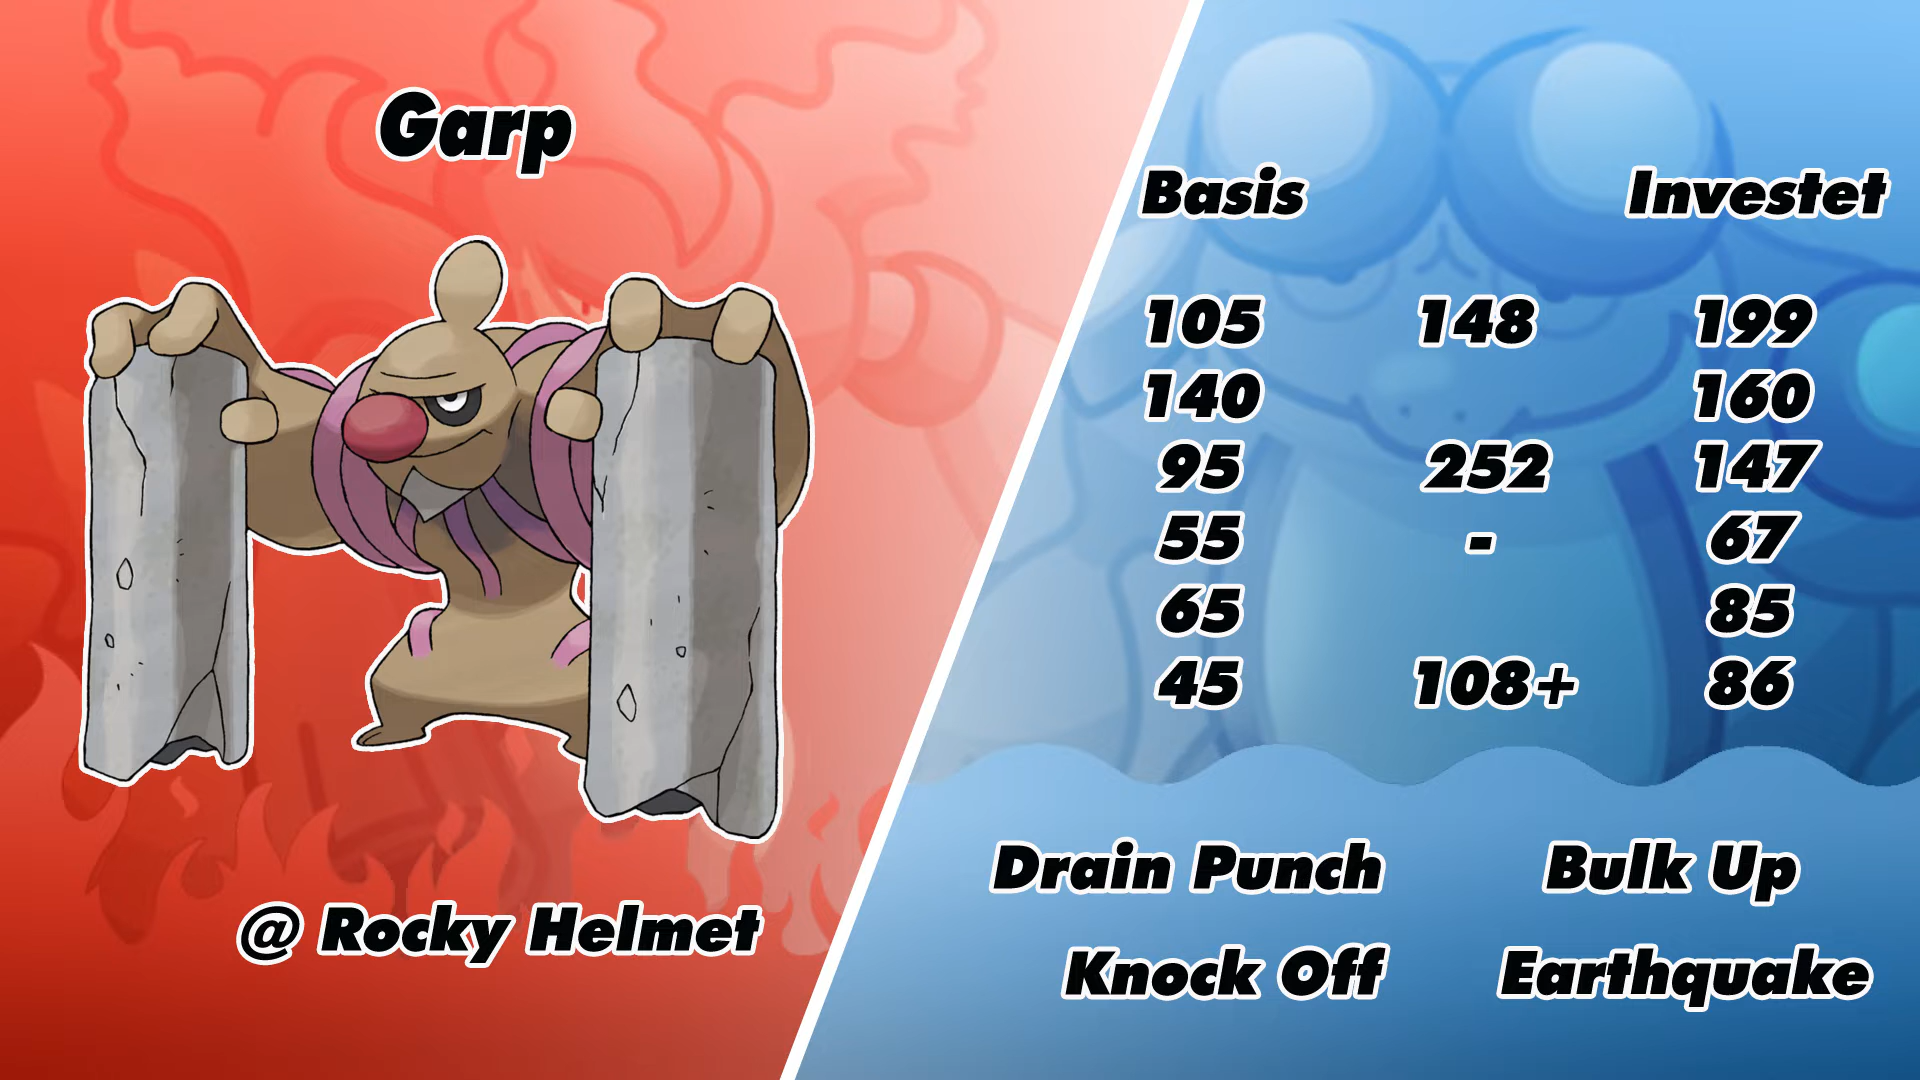 Garp
@ Rocky Helmet
Basis Investet
105 148 199
140 160
95 252 147
55 - 67
65 85
45 108+ 86
Drain Punch Bulk Up
Knock Off Earthquake